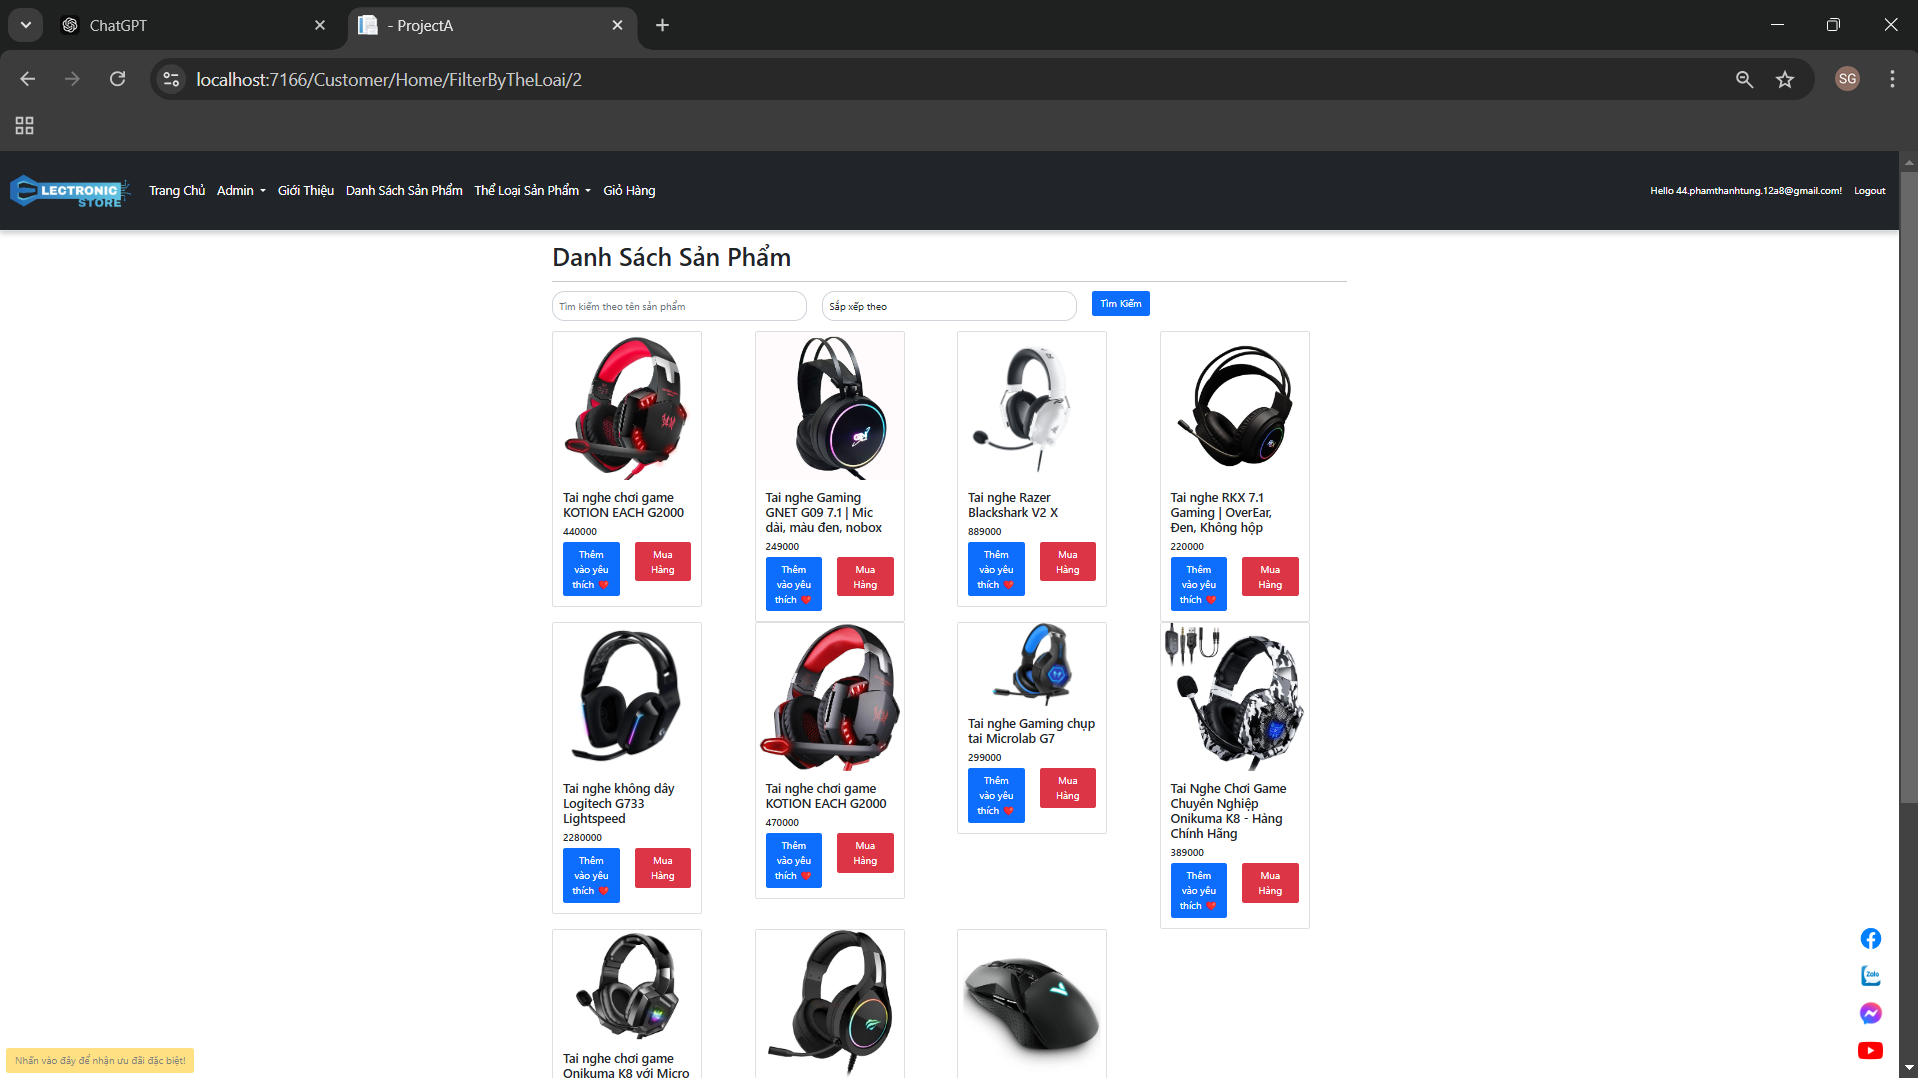 ChatGPT
- ProjectA
localhost:7166/Customer/Home/FilterByTheLoai/2
SG
ELECTRONIC
STORE
Trang Chủ
Admin
Giới Thiệu
Danh Sách Sản Phẩm
Thể Loại Sản Phẩm
Giỏ Hàng
Hello 44.phamthanhtung.12a8@gmail.com!
Logout
Danh Sách Sản Phẩm
Tìm kiếm theo tên sản phẩm
Sắp xếp theo
Tìm Kiếm
Tai nghe chơi game
KOTION EACH G2000
440000
Thêm
vào yêu
thích ❤️
Mua
Hàng
Tai nghe Gaming
GNET G09 7.1 | Mic
dài, màu đen, nobox
249000
Thêm
vào yêu
thích ❤️
Mua
Hàng
Tai nghe Razer
Blackshark V2 X
889000
Thêm
vào yêu
thích ❤️
Mua
Hàng
Tai nghe RKX 7.1
Gaming | OverEar,
Đen, Không hộp
220000
Thêm
vào yêu
thích ❤️
Mua
Hàng
Tai nghe không dây
Logitech G733
Lightspeed
2280000
Thêm
vào yêu
thích ❤️
Mua
Hàng
Tai nghe chơi game
KOTION EACH G2000
470000
Thêm
vào yêu
thích ❤️
Mua
Hàng
Tai nghe Gaming chụp
tai Microlab G7
299000
Thêm
vào yêu
thích ❤️
Mua
Hàng
Tai Nghe Chơi Game
Chuyên Nghiệp
Onikuma K8 - Hàng
Chính Hãng
389000
Thêm
vào yêu
thích ❤️
Mua
Hàng
Tai nghe chơi game
Onikuma K8 với Micro
Zalo
Nhấn vào đây để nhận ưu đãi đặc biệt!